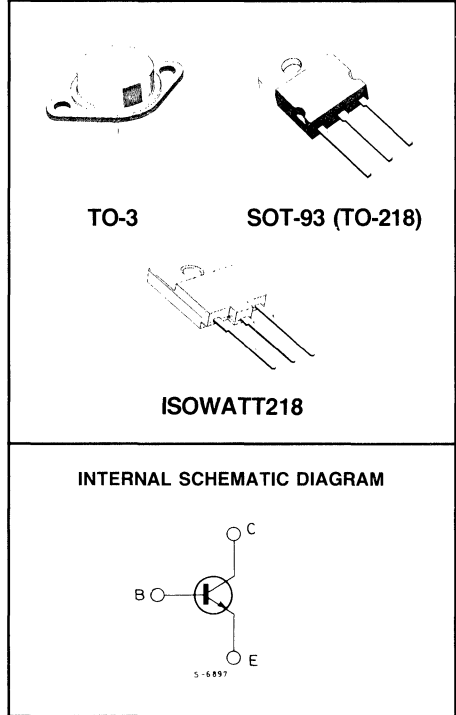 TO-3
SOT-93 (TO-218)
ISOWATT218
INTERNAL SCHEMATIC DIAGRAM
C
B
E
S-6897